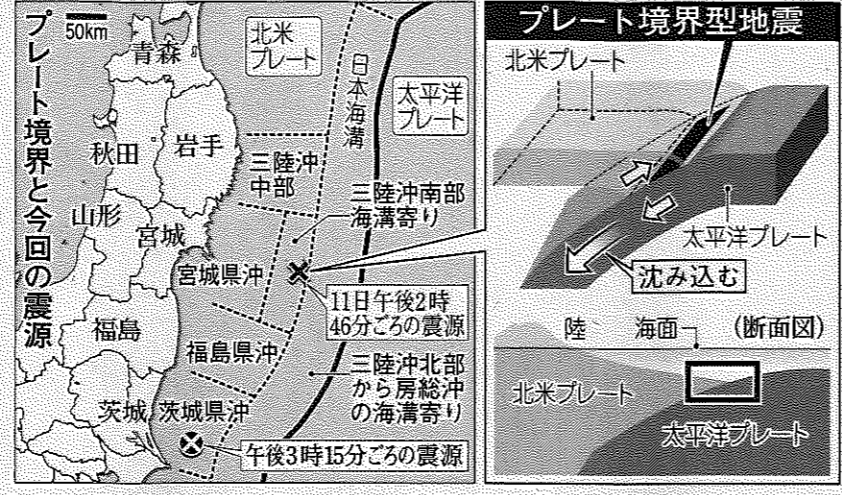 プレート境界と今回の震源
50km
青森
秋田
岩手
山形
宮城
福島
茨城
北米
プレート
日本海溝
太平洋
プレート
三陸沖
中部
三陸沖南部
海溝寄り
宮城県沖
11日午後2時
46分ごろの震源
福島県沖
三陸沖北部
から房総沖
の海溝寄り
茨城県沖
午後3時15分ごろの震源
プレート境界型地震
北米プレート
太平洋プレート
沈み込む
陸
海面
(断面図)
北米プレート
太平洋プレート